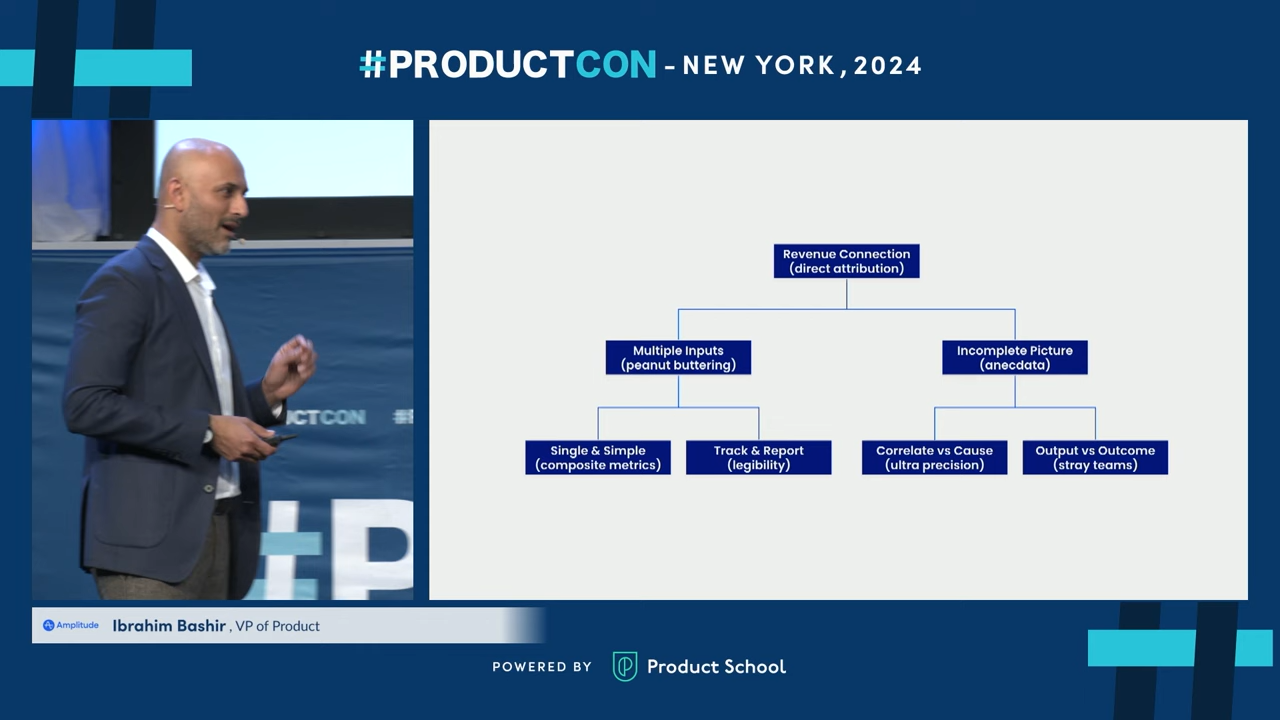 #PRODUCTCON - NEW YORK, 2024
Revenue Connection
(direct attribution)
Multiple Inputs
(peanut buttering)
Incomplete Picture
(anecdata)
Single & Simple
(composite metrics)
Track & Report
(legibility)
Correlate vs Cause
(ultra precision)
Output vs Outcome
(stray teams)
UCTCON
#P
Amplitude
Ibrahim Bashir, VP of Product
POWERED BY
Product School